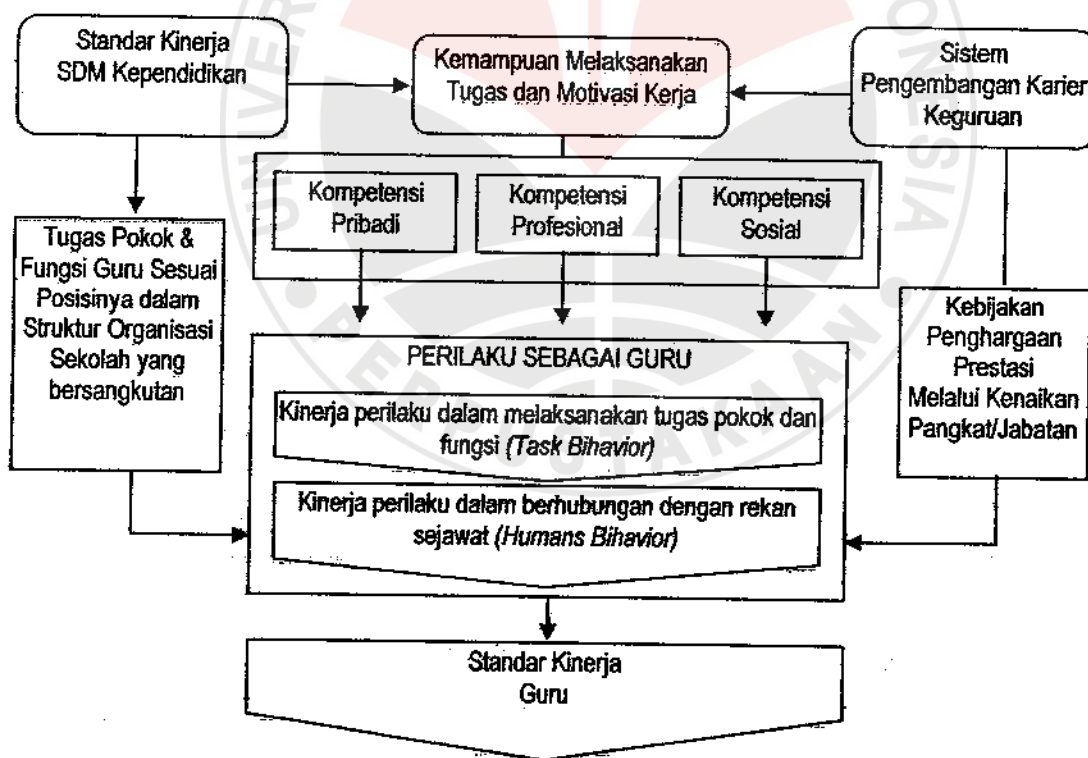 Standar Kinerja
SDM Kependidikan
Kemampuan Melaksanakan
Tugas dan Motivasi Kerja
Sistem
Pengembangan Karier
Keguruan
Kompetensi
Pribadi
Kompetensi
Profesional
Kompetensi
Sosial
Tugas Pokok &
Fungsi Guru Sesuai
Posisinya dalam
Struktur Organisasi
Sekolah yang
bersangkutan
Kebijakan
Penghargaan
Prestasi
Melalui Kenaikan
Pangkat/Jabatan
PERILAKU SEBAGAI GURU
Kinerja perilaku dalam melaksanakan tugas pokok dan
fungsi (Task Bihavior)
Kinerja perilaku dalam berhubungan dengan rekan
sejawat (Humans Bihavior)
Standar Kinerja
Guru
PERPUSTAKAAN